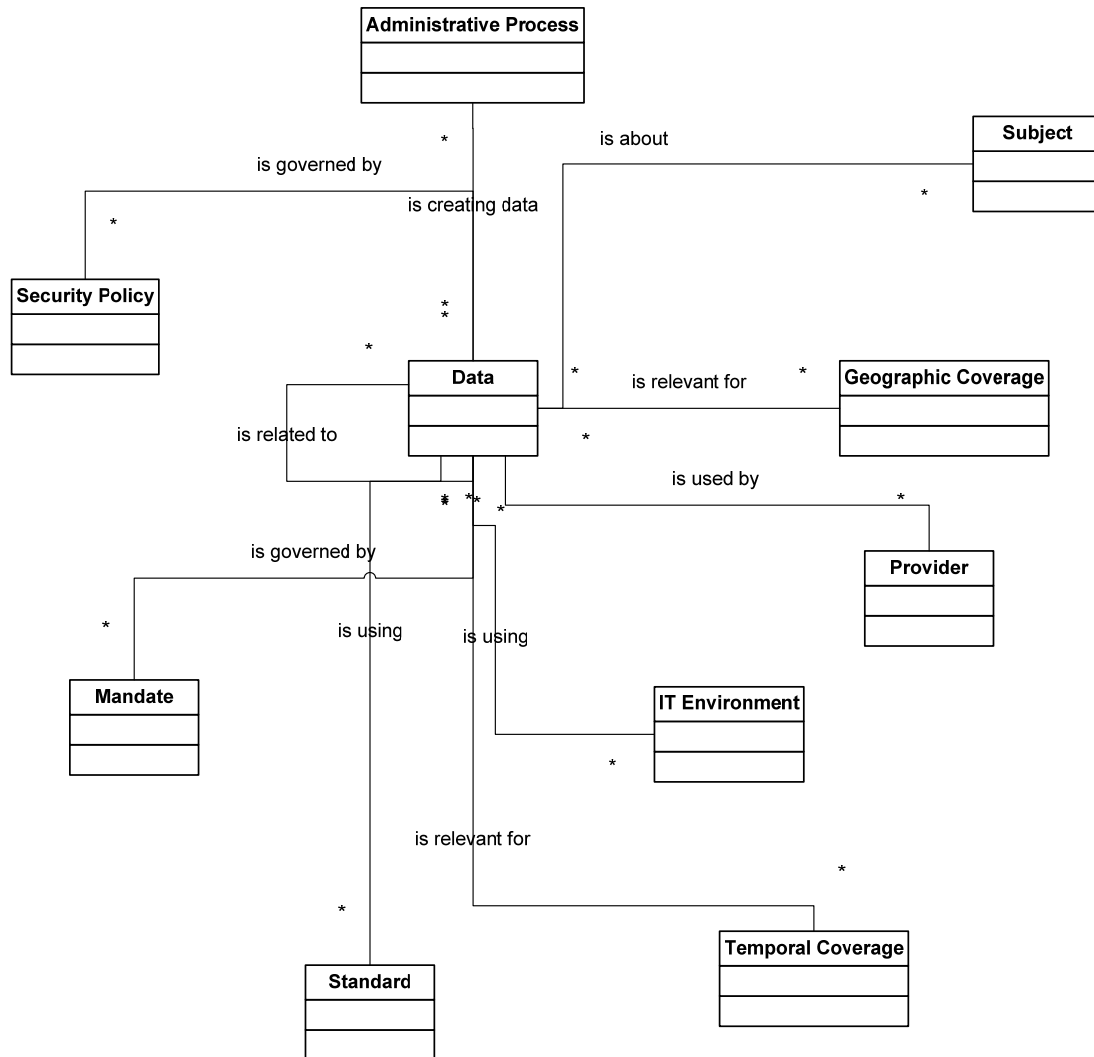 Administrative Process
*
is about
Subject
is governed by
*
is creating data
*
Security Policy
*
*
*
Data
*
is relevant for
*
Geographic Coverage
is related to
*
is used by
*
*
*
*
*
*
*
*
is governed by
Provider
*
is using
is using
Mandate
IT Environment
*
is relevant for
*
*
Temporal Coverage
Standard